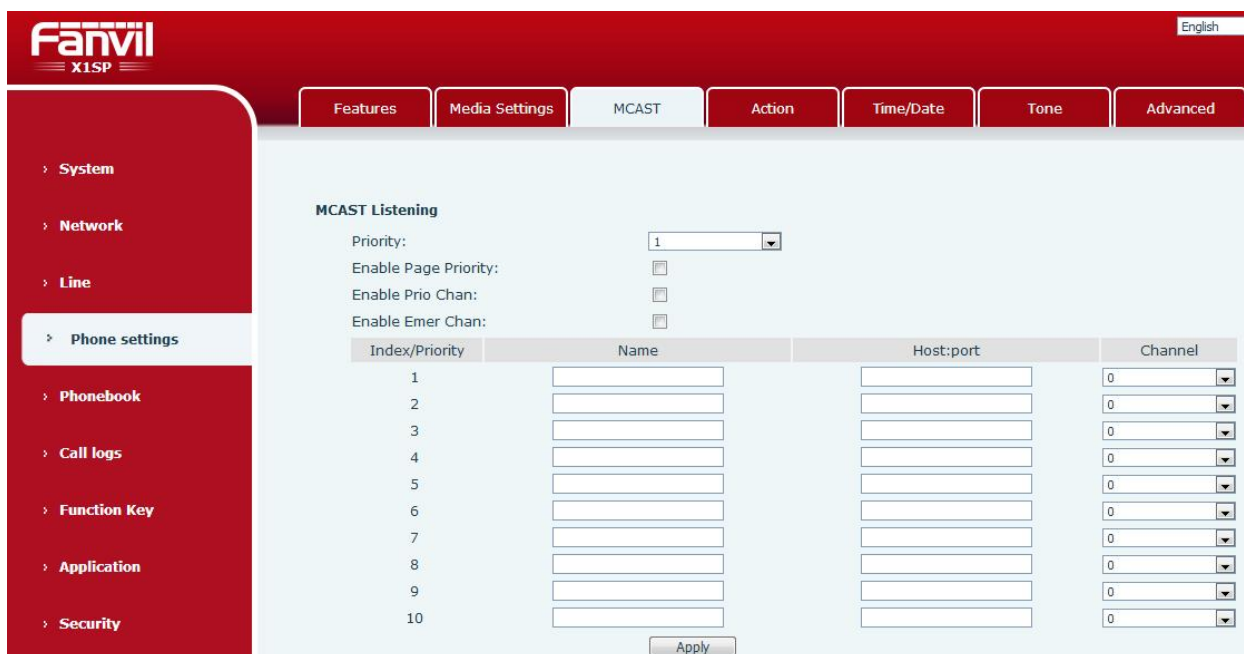 Fanvil
X1SP
English
Features Media Settings MCAST Action Time/Date Tone Advanced
System
Network
Line
Phone settings
Phonebook
Call logs
Function Key
Application
Security
MCAST Listening
Priority: 1
Enable Page Priority:
Enable Prio Chan:
Enable Emer Chan:
Index/Priority Name Host:port Channel
1 0
2 0
3 0
4 0
5 0
6 0
7 0
8 0
9 0
10 0
Apply